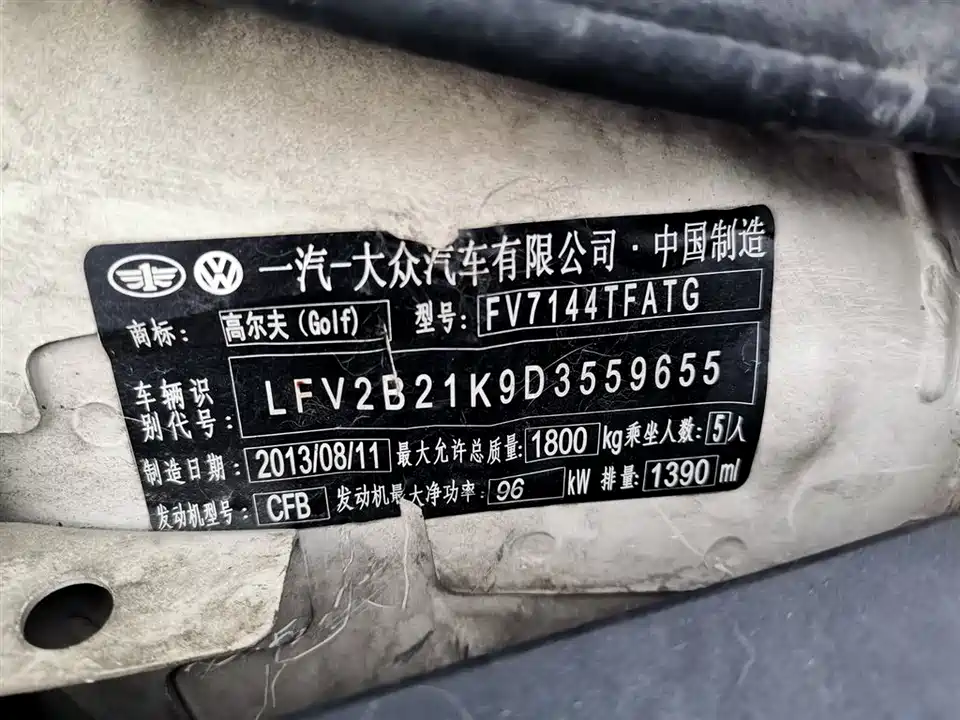 一汽-大众汽车有限公司·中国制造
商标: 高尔夫(Golf) 型号: FV7144TFATG
车辆识别代号: LFV2B21K9D3559655
制造日期: 2013/08/11 最大允许总质量: 1800 kg 乘坐人数: 5人
发动机型号: CFB 发动机最大净功率: 96 kW 排量: 1390 ml